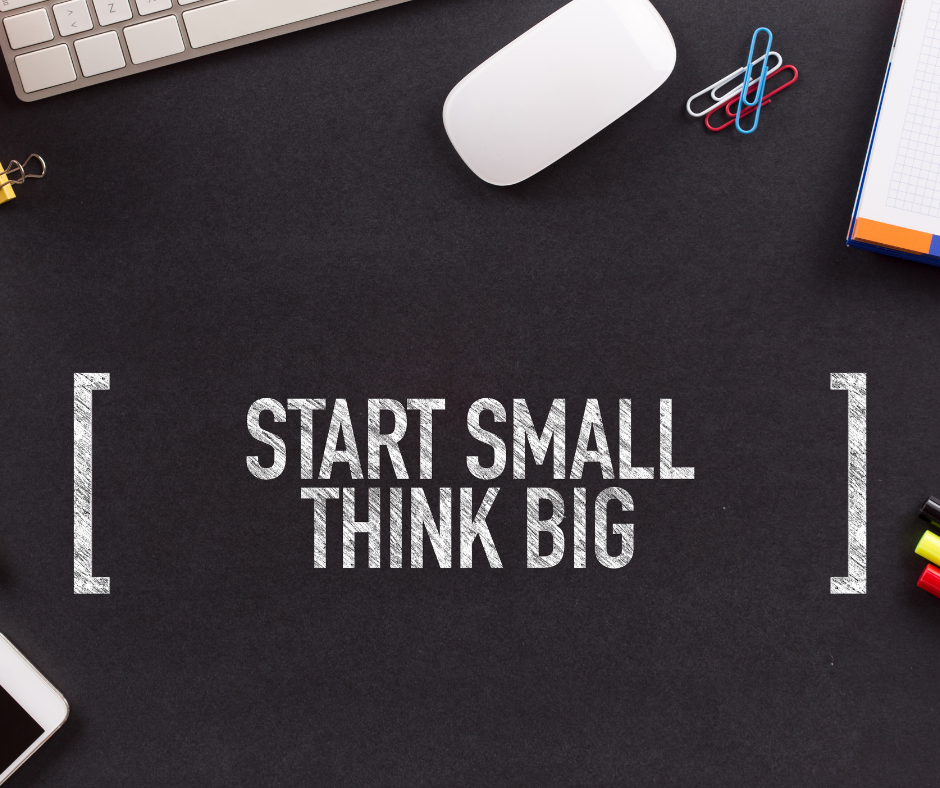 Z
[ START SMALL
THINK BIG ]